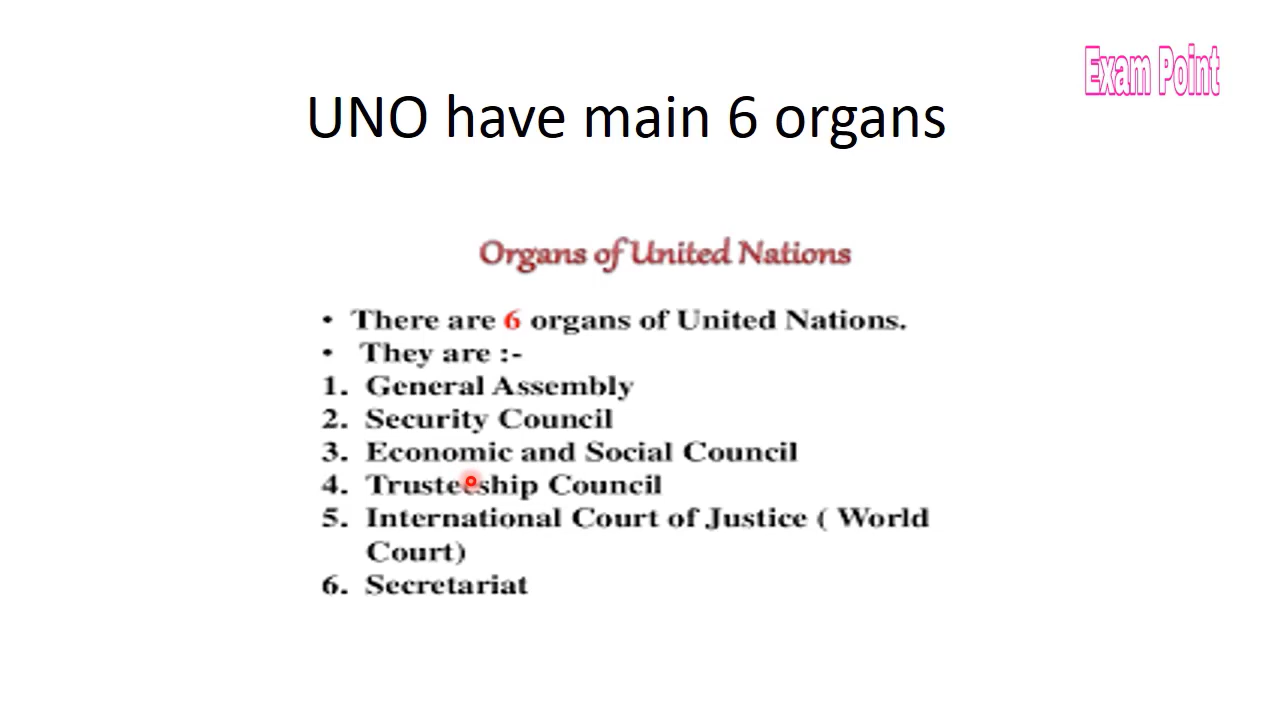 Exam Point
UNO have main 6 organs
Organs of United Nations
• There are 6 organs of United Nations.
• They are :-
1. General Assembly
2. Security Council
3. Economic and Social Council
4. Trusteeship Council
5. International Court of Justice ( World
Court)
6. Secretariat